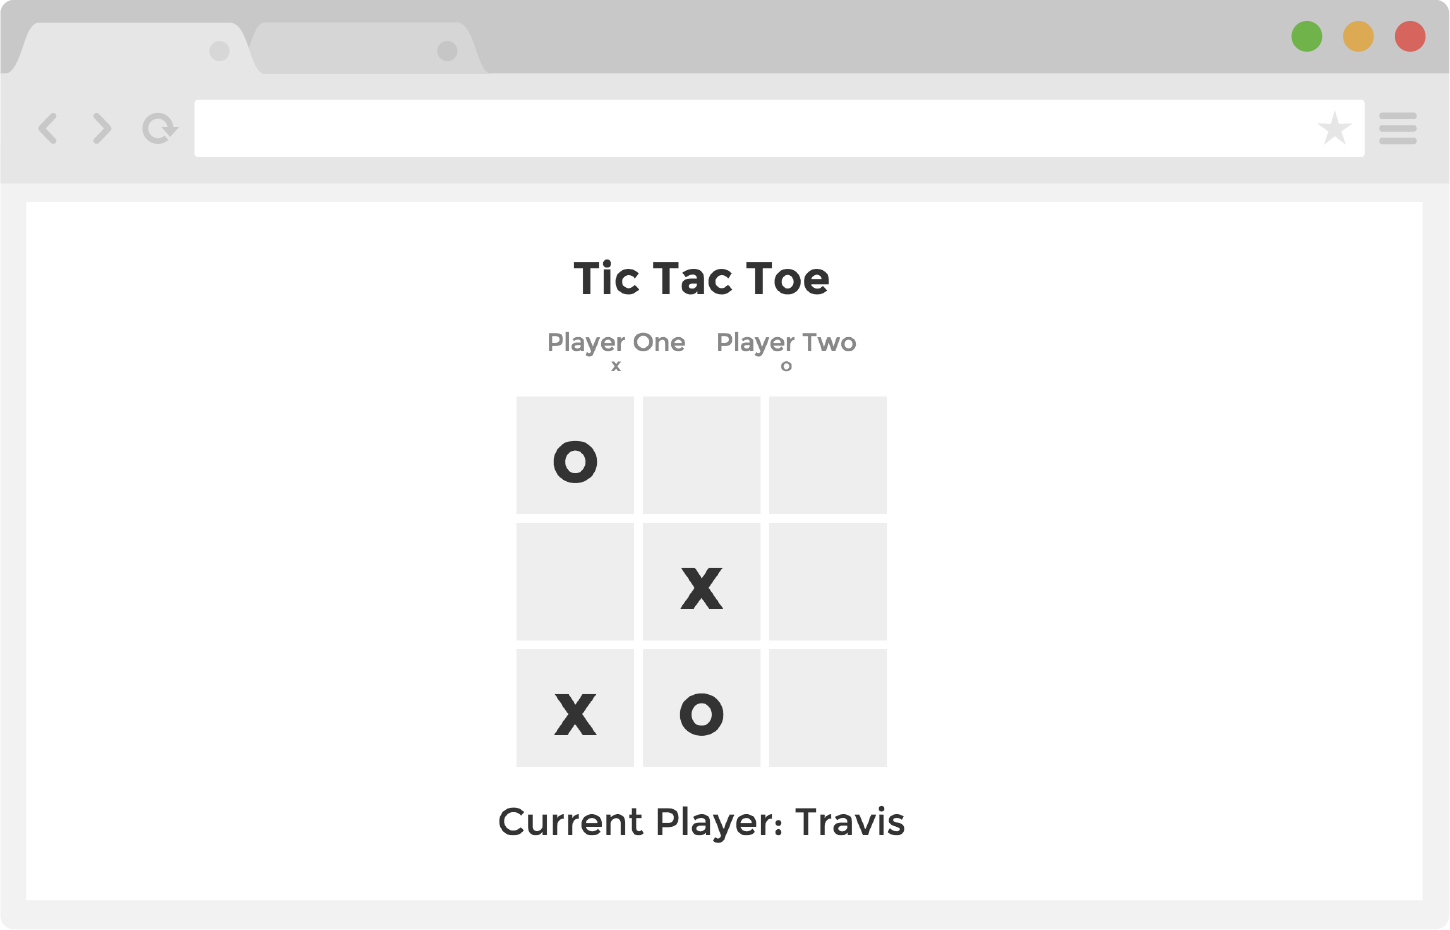 Tic Tac Toe
Player One Player Two
x o
o
x
x o
Current Player: Travis